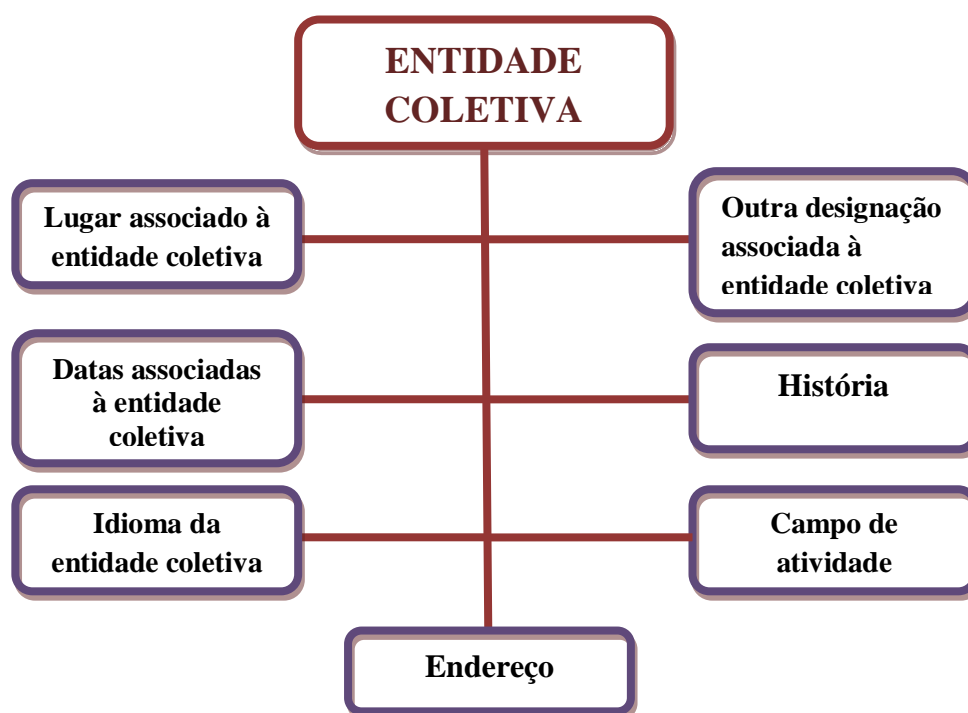 ENTIDADE
COLETIVA
Lugar associado à
entidade coletiva
Outra designação
associada à
entidade coletiva
Datas associadas
à entidade
coletiva
História
Idioma da
entidade coletiva
Campo de
atividade
Endereço